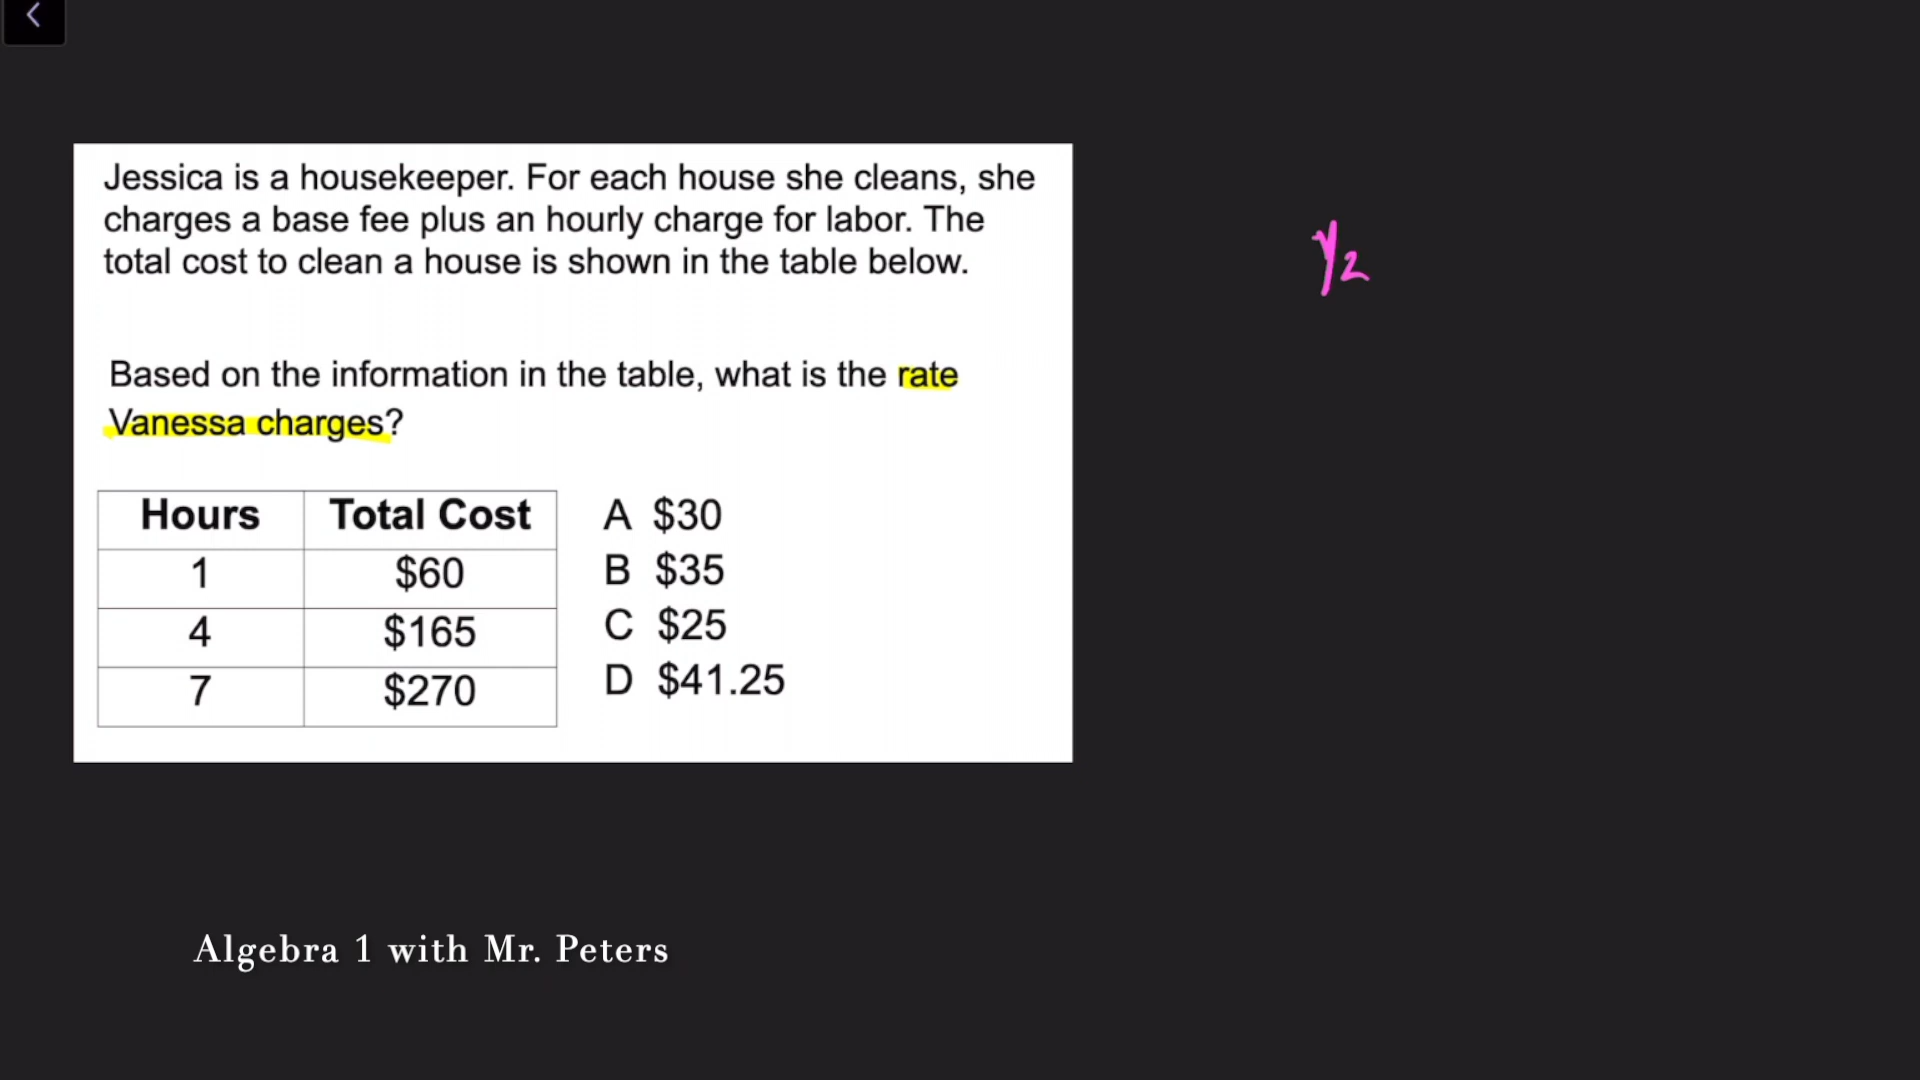 Jessica is a housekeeper. For each house she cleans, she
charges a base fee plus an hourly charge for labor. The
total cost to clean a house is shown in the table below.
Based on the information in the table, what is the rate
Vanessa charges?
Hours Total Cost
1 $60
4 $165
7 $270
A $30
B $35
C $25
D $41.25
y₂
Algebra 1 with Mr. Peters